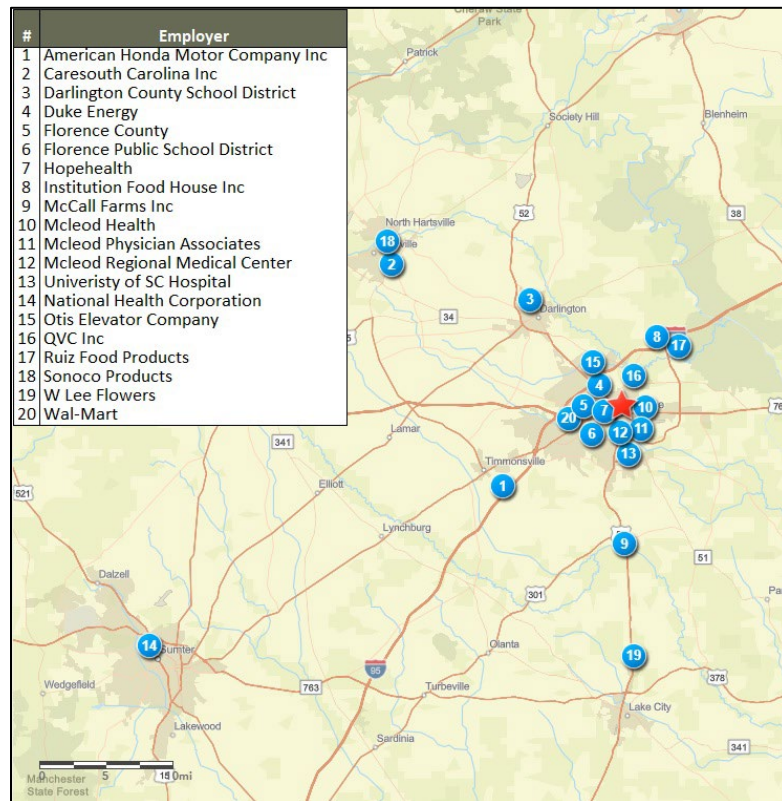 # Employer
1 American Honda Motor Company Inc
2 Caresouth Carolina Inc
3 Darlington County School District
4 Duke Energy
5 Florence County
6 Florence Public School District
7 Hopehealth
8 Institution Food House Inc
9 McCall Farms Inc
10 Mcleod Health
11 Mcleod Physician Associates
12 Mcleod Regional Medical Center
13 Univeristy of SC Hospital
14 National Health Corporation
15 Otis Elevator Company
16 QVC Inc
17 Ruiz Food Products
18 Sonoco Products
19 W Lee Flowers
20 Wal-Mart
Park
Patrick
Society Hill
Blenheim
52
38
North Hartsville
18
2
3
Darlington
34
8
17
15
16
4
5
7
10
76
20
6
12
11
13
Lamar
341
Timmonsville
1
Elliott
521
Lynchburg
9
51
Dalzell
301
14
Sumter
Olanta
19
95
Wedgefield
763
Turbeville
378
Lakewood
Lake City
Sardinia
341
0 5
Manchester
State Forest